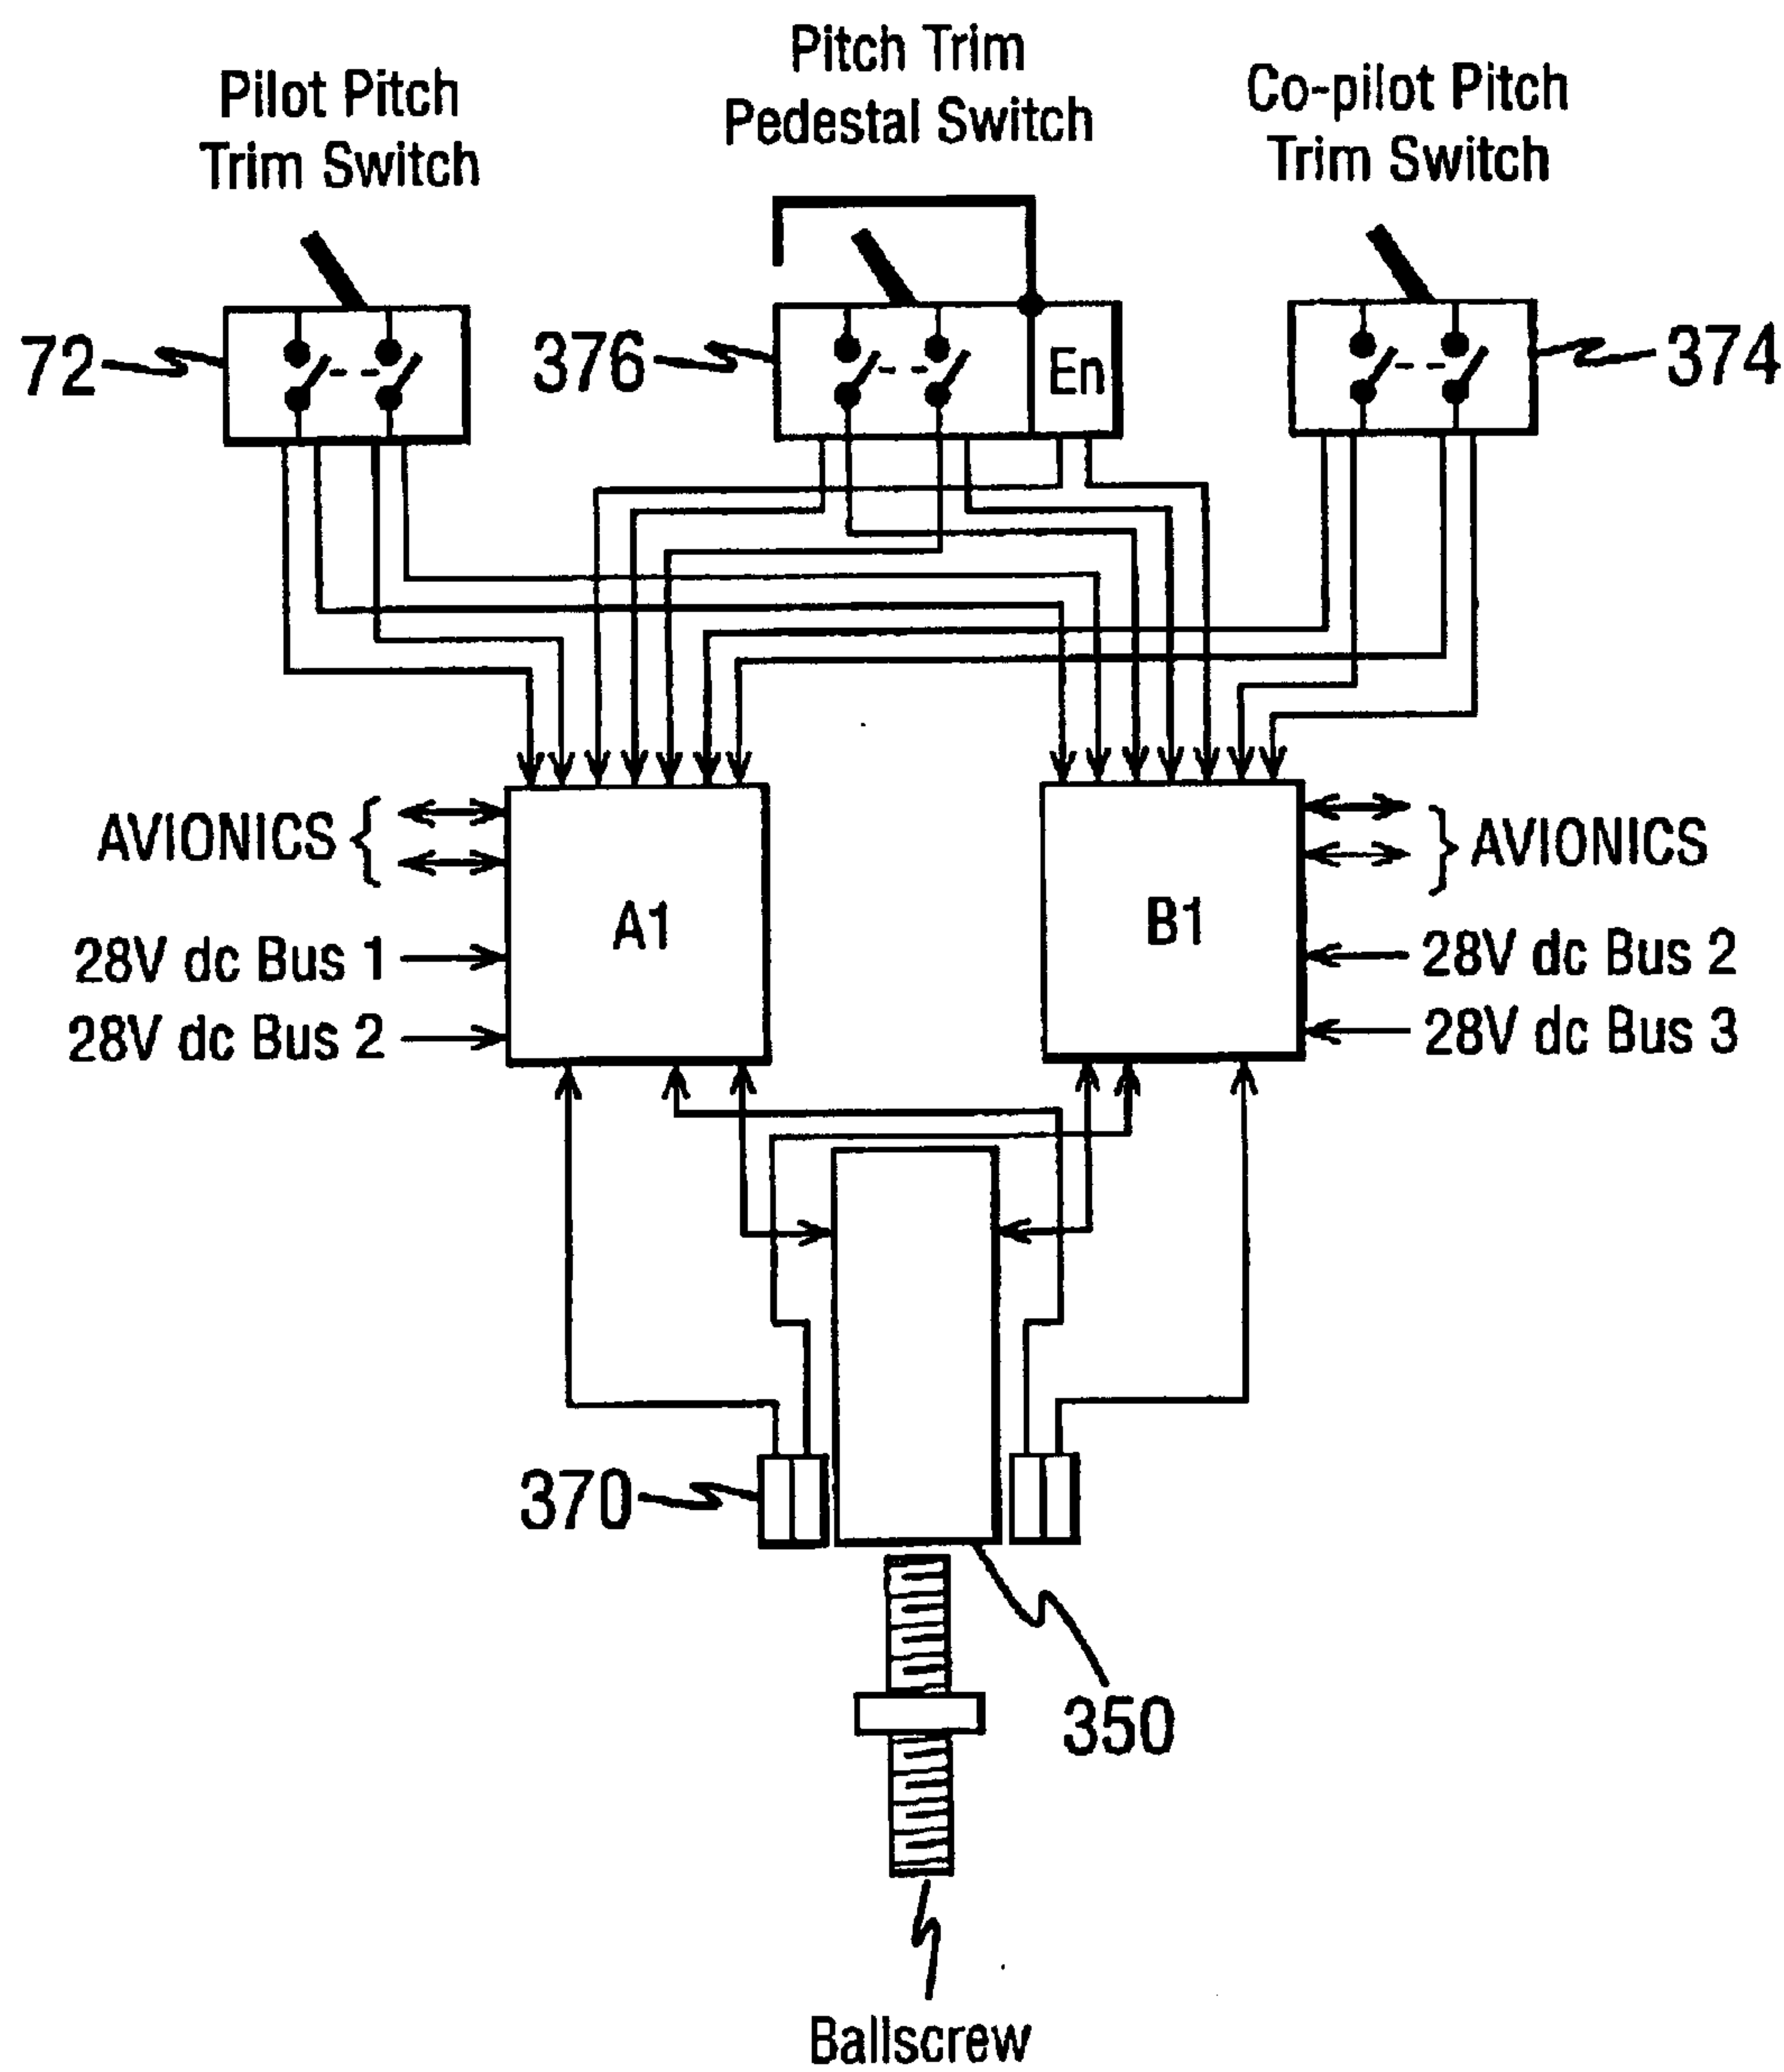 Pilot Pitch
Trim Switch
Pitch Trim
Pedestal Switch
Co-pilot Pitch
Trim Switch
72
376
En
374
AVIONICS
A1
28V dc Bus 1
28V dc Bus 2
B1
AVIONICS
28V dc Bus 2
28V dc Bus 3
370
350
Ballscrew